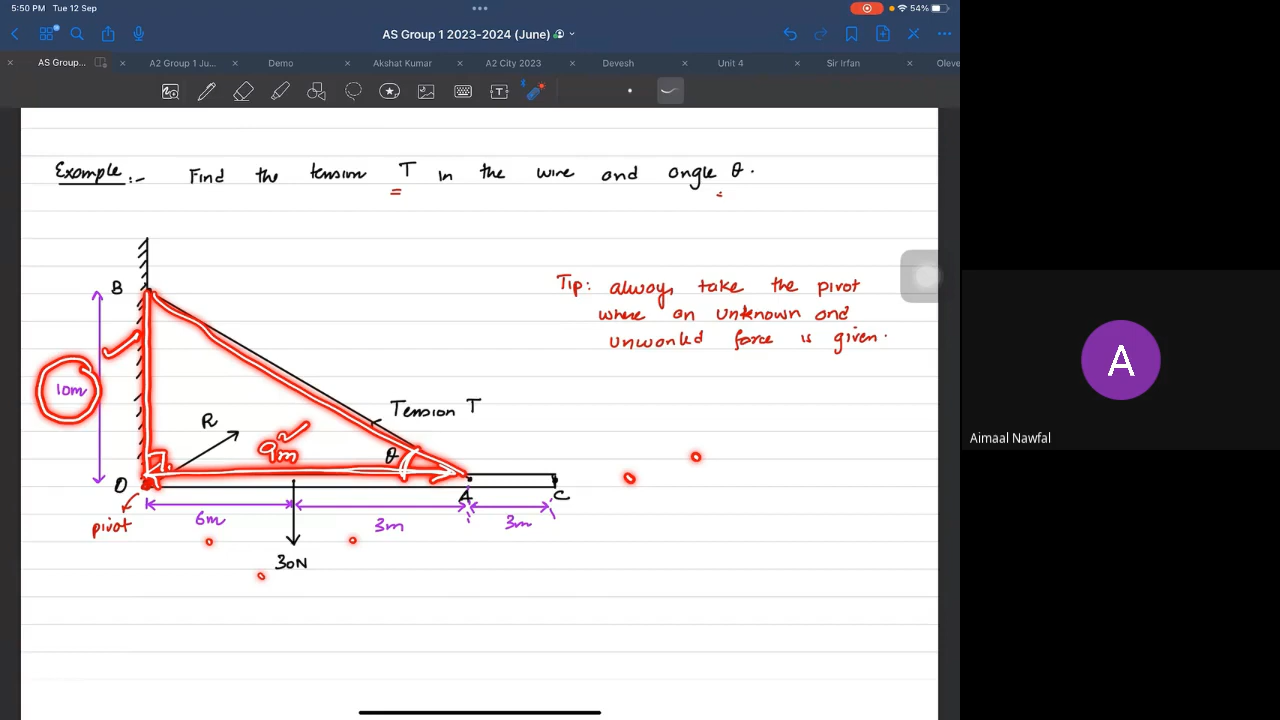 5:50 PM Tue 12 Sep
54%
AS Group 1 2023-2024 (June)
AS Group...
A2 Group 1 Ju...
Demo
Akshat Kumar
A2 City 2023
Devesh
Unit 4
Sir Irfan
Oleve
Example:- Find the tension T in the wire and angle θ.
B
Tip: always take the pivot
where an unknown and
unwanted force is given.
10m
R
Tension T
9m
θ
O
A
C
pivot
6m
3m
3m
30N
A
Aimaal Nawfal